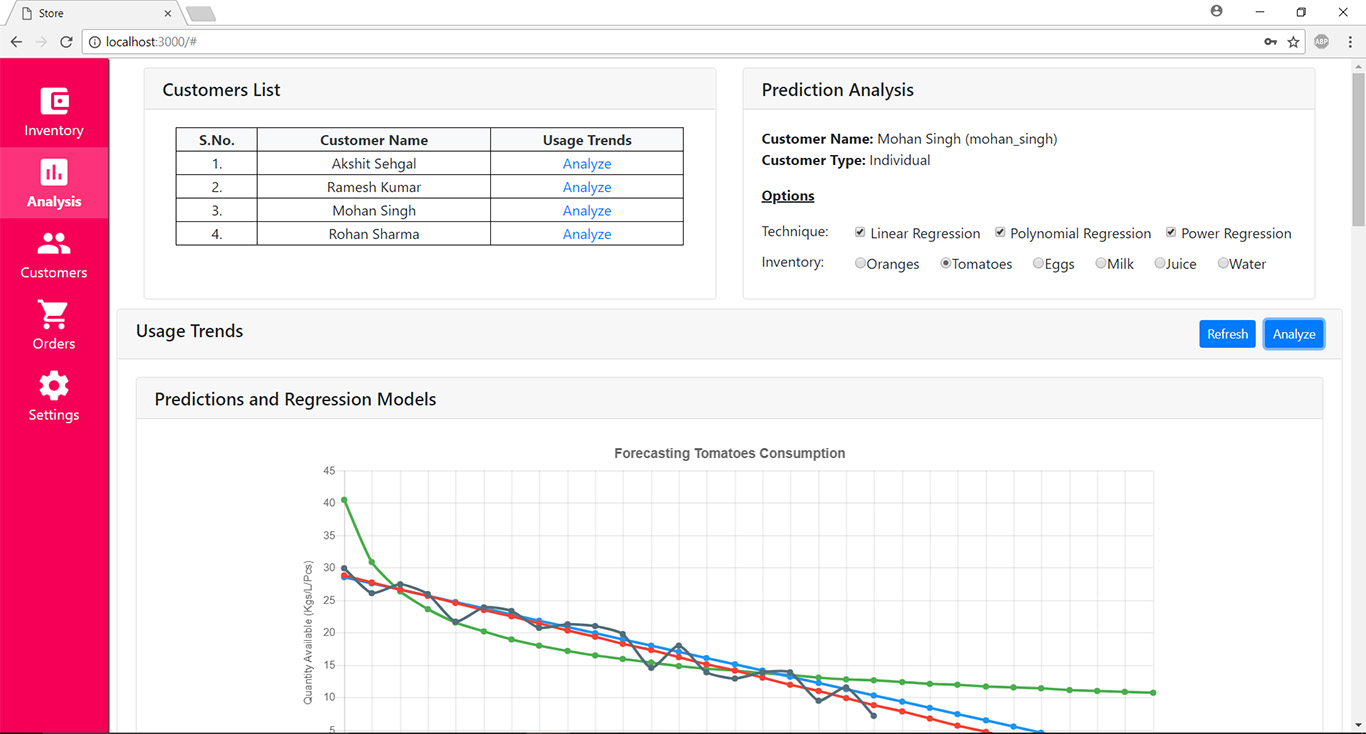 Store
localhost:3000/#
ABP
Inventory
Analysis
Customers
Orders
Settings
Customers List
S.No. Customer Name Usage Trends
1. Akshit Sehgal Analyze
2. Ramesh Kumar Analyze
3. Mohan Singh Analyze
4. Rohan Sharma Analyze
Prediction Analysis
Customer Name: Mohan Singh (mohan_singh)
Customer Type: Individual
Options
Technique: Linear Regression Polynomial Regression Power Regression
Inventory: Oranges Tomatoes Eggs Milk Juice Water
Usage Trends
Refresh Analyze
Predictions and Regression Models
Forecasting Tomatoes Consumption
Quantity Available (Kgs/L/Pcs)
45
40
35
30
25
20
15
10
5